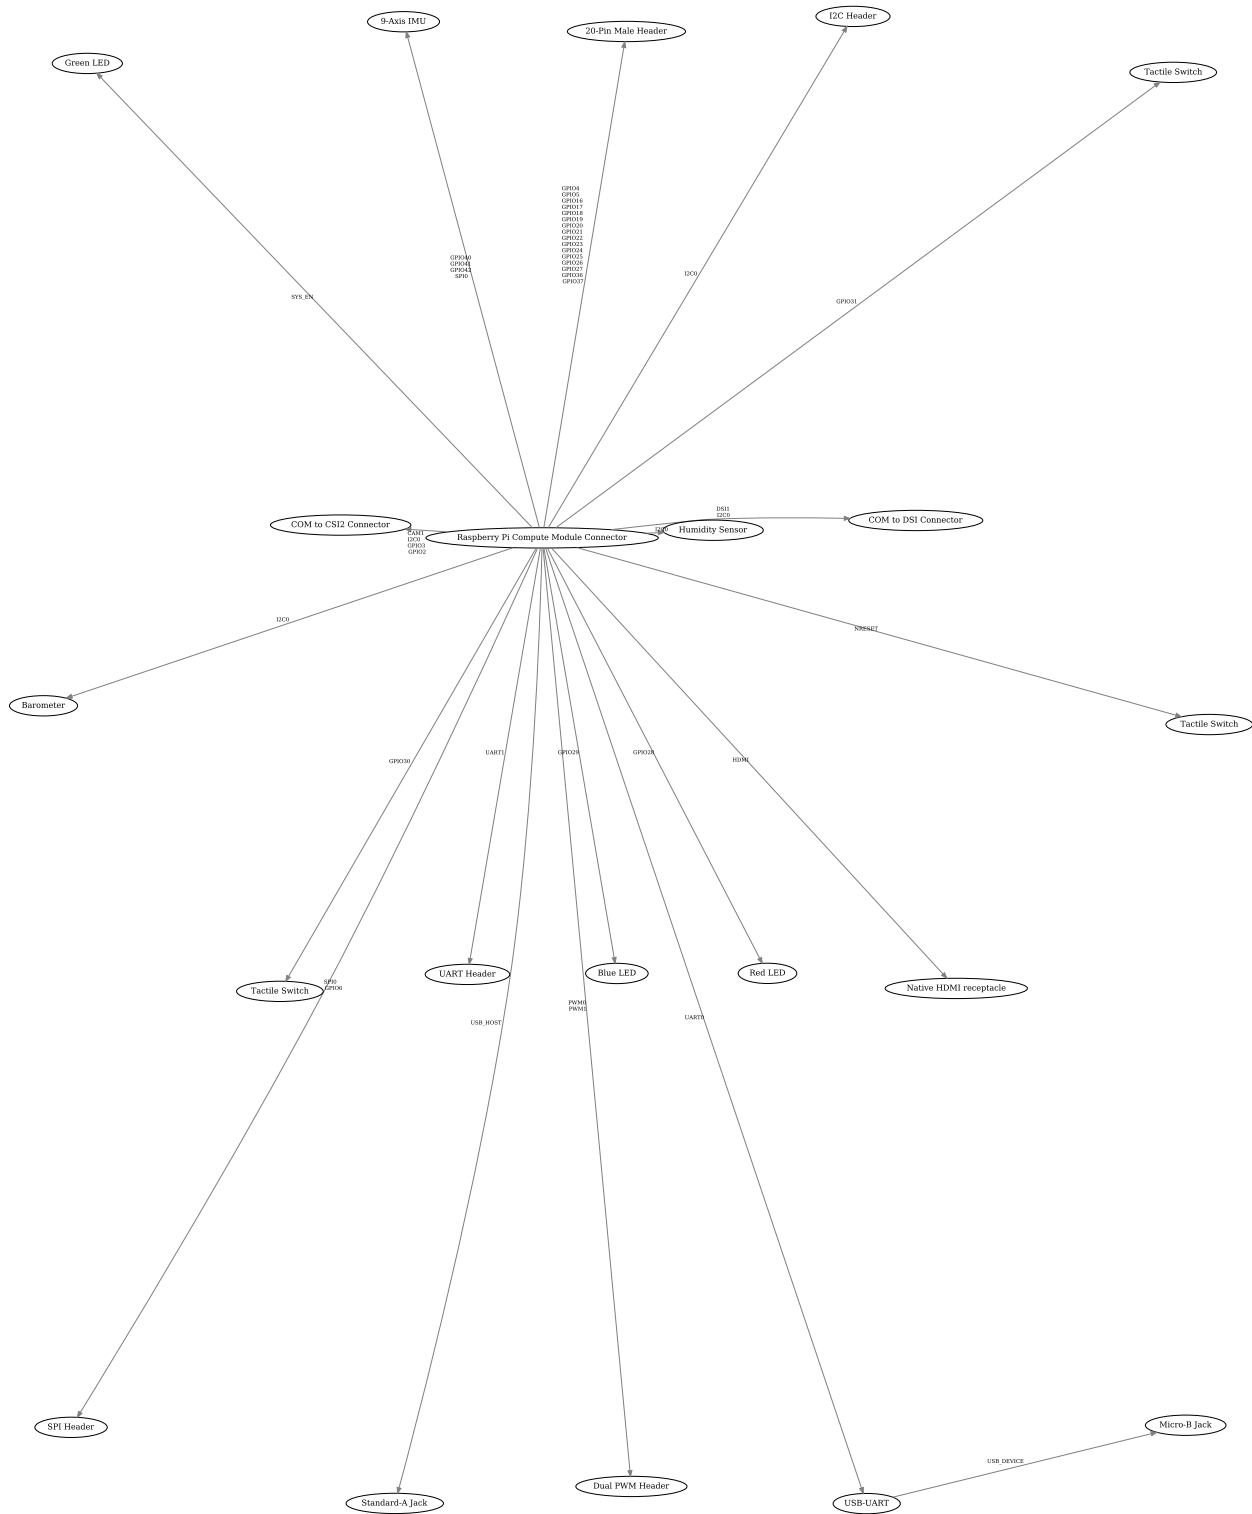 I2C Header
9-Axis IMU
20-Pin Male Header
Green LED
Tactile Switch
GPIO4
GPIO5
GPIO16
GPIO17
GPIO18
GPIO19
GPIO20
GPIO21
GPIO22
GPIO23
GPIO24
GPIO25
GPIO26
GPIO27
GPIO36
GPIO37
GPIO40
GPIO41
GPIO42
SPI0
I2C0
SYS_EN
GPIO31
DSI1
I2C0
COM to CSI2 Connector
COM to DSI Connector
I2C0
Humidity Sensor
Raspberry Pi Compute Module Connector
CAM1
I2C0
GPIO3
GPIO2
I2C0
NRESET
Barometer
Tactile Switch
UART1
GPIO29
GPIO28
GPIO30
HDMI
UART Header
Blue LED
Red LED
Tactile Switch
SPI0
GPIO6
Native HDMI receptacle
PWM0
PWM1
UART0
USB_HOST
SPI Header
Micro-B Jack
USB_DEVICE
Dual PWM Header
Standard-A Jack
USB-UART